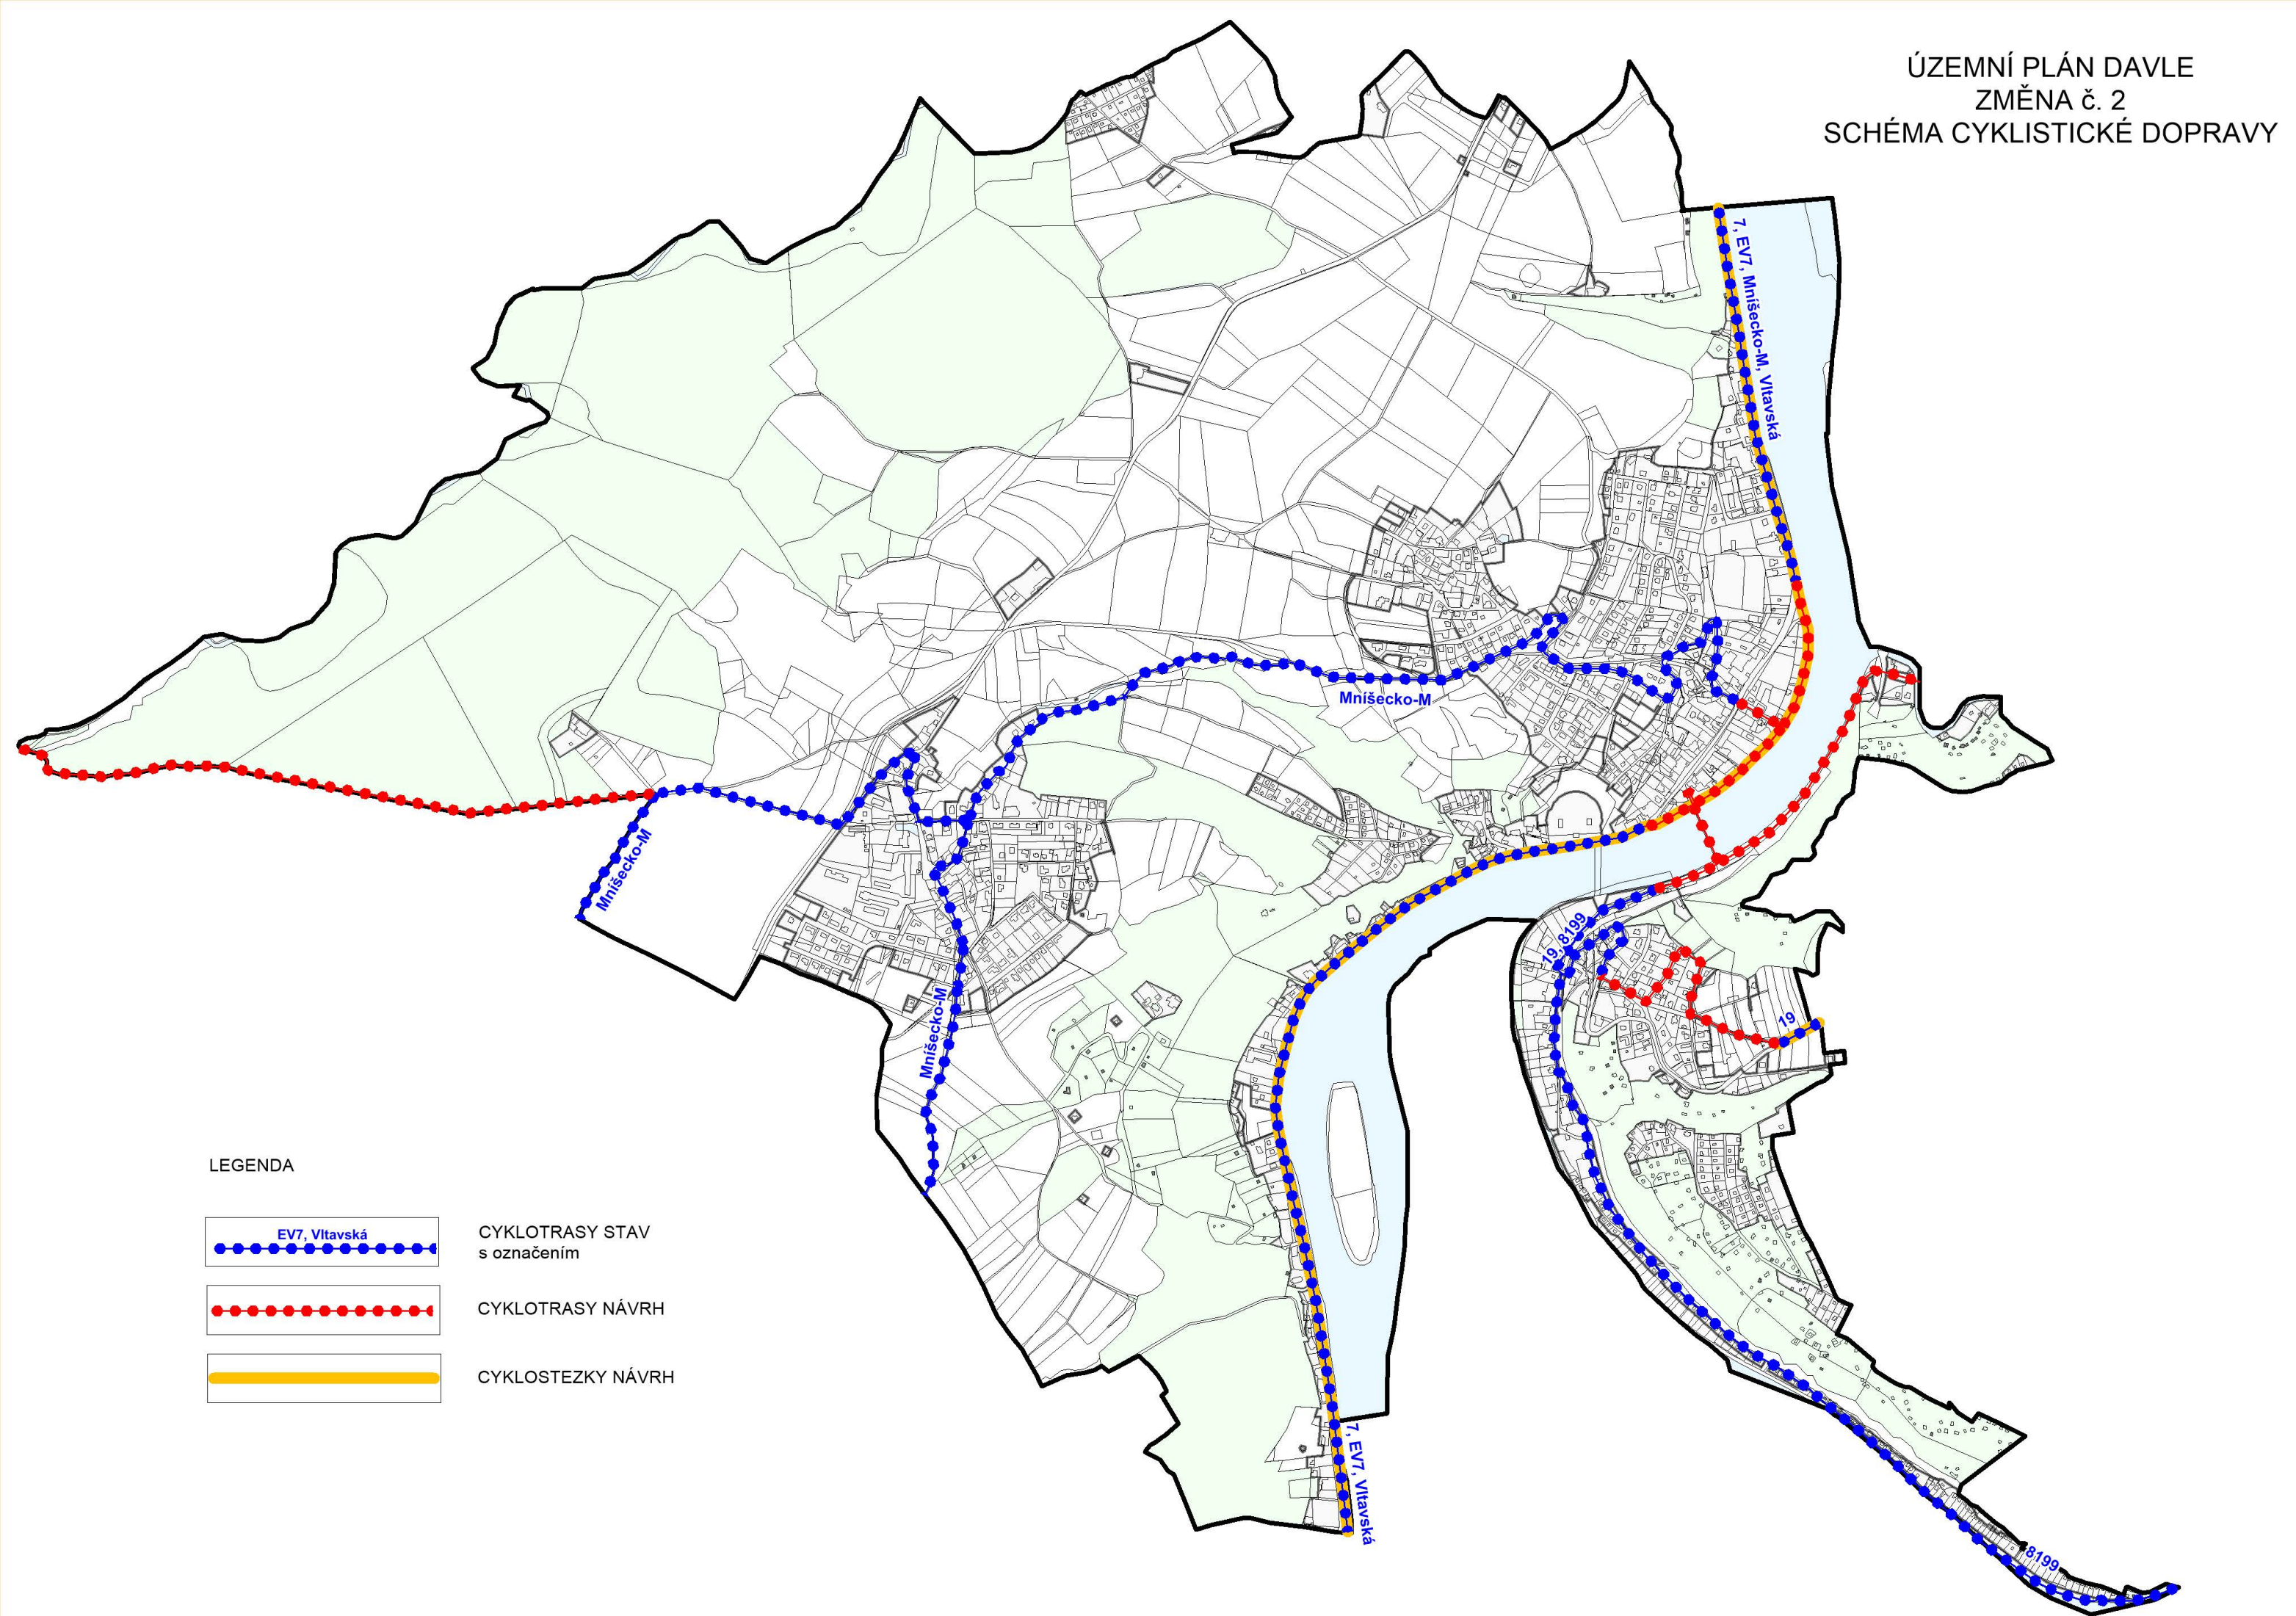 ÚZEMNÍ PLÁN DAVLE
ZMĚNA č. 2
SCHÉMA CYKLISTICKÉ DOPRAVY
7, EV7, Mníšecko-M, Vltavská
Mníšecko-M
Mníšecko-M
19, 8199
Mníšecko-M
19
7, EV7, Vltavská
8199
LEGENDA
EV7, Vltavská
CYKLOTRASY STAV
s označením
CYKLOTRASY NÁVRH
CYKLOSTEZKY NÁVRH